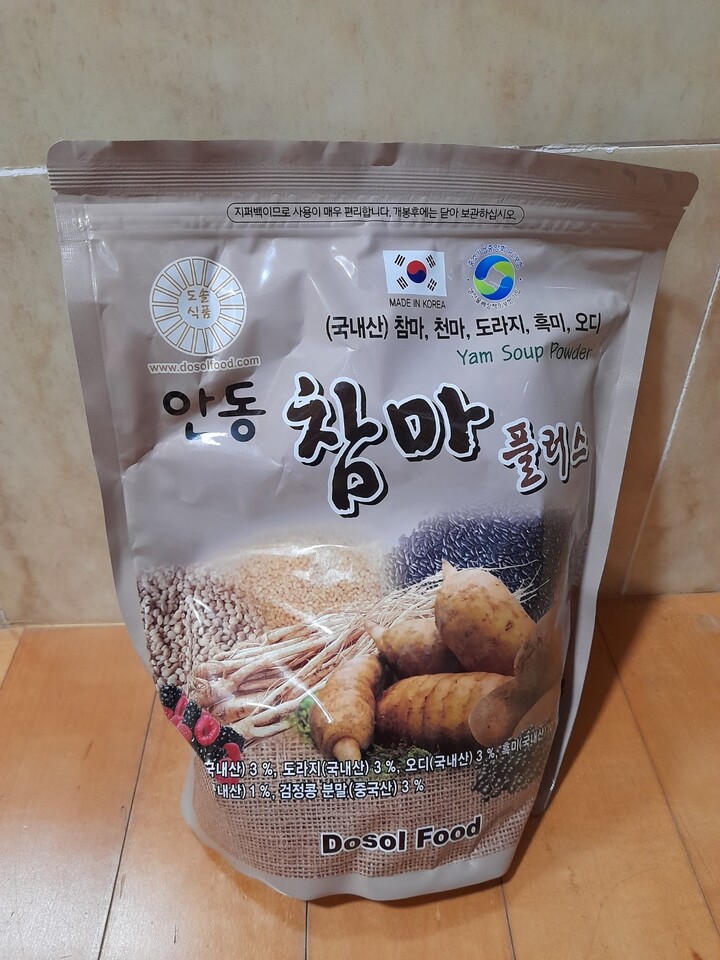 지퍼백이므로 사용이 매우 편리합니다. 개봉후에는 닫아 보관하십시오.
도솔
식품
www.dosolfood.com
MADE IN KOREA
(국내산) 참마, 천마, 도라지, 흑미, 오디
Yam Soup Powder
안동 참마 플러스
국내산) 3 %, 도라지(국내산) 3 %, 오디(국내산) 3 %, 흑미(국내산)
내산) 1 %, 검정콩 분말(중국산) 3 %
Dosol Food